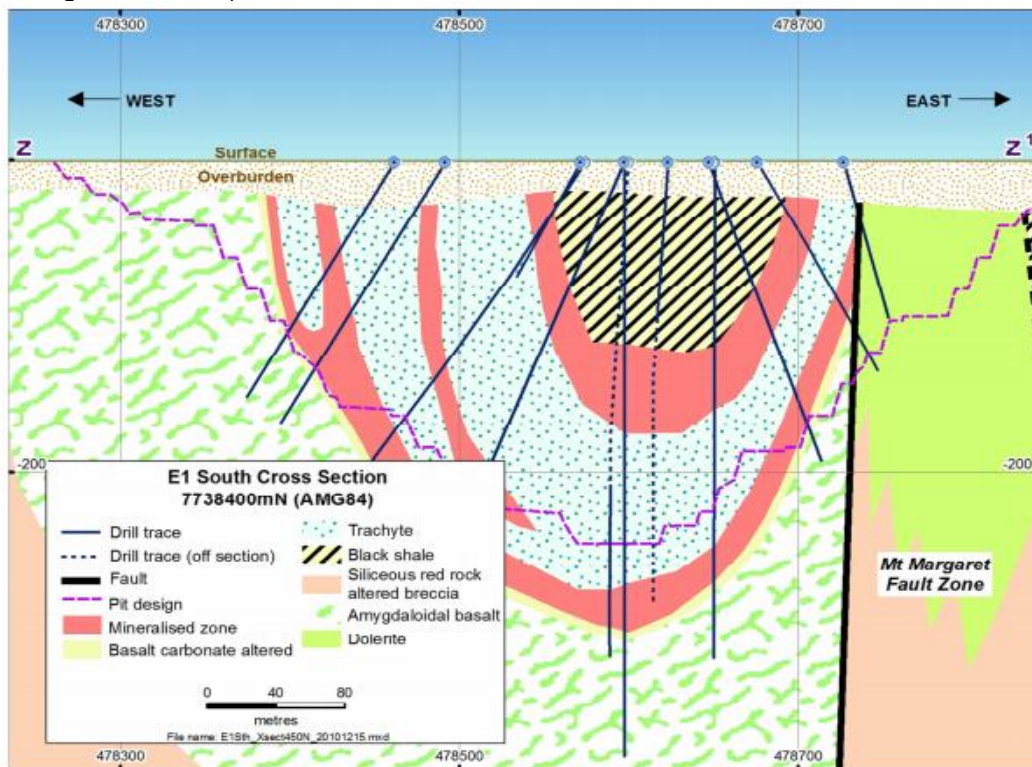 478300 478500 478700
WEST EAST
Z Z 1
Surface
Overburden
-200 -200
E1 South Cross Section
7738400mN (AMG84)
Drill trace
Drill trace (off section)
Fault
Pit design
Mineralised zone
Basalt carbonate altered
Trachyte
Black shale
Siliceous red rock
altered breccia
Amygdaloidal basalt
Dolerite
0 40 80
metres
File name: E1Sth_Xsect450N_20101215.mxd
Mt Margaret
Fault Zone
478300 478500 478700